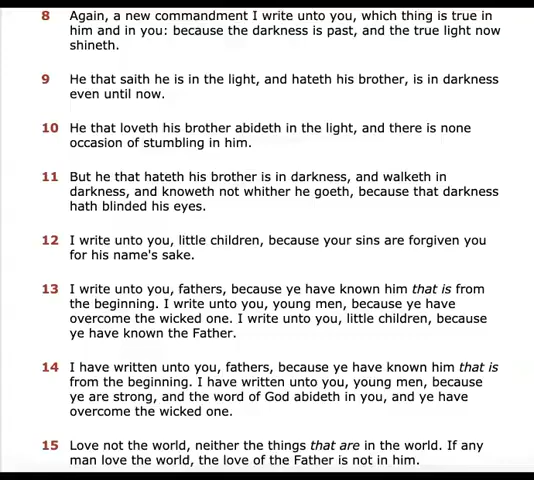 8 Again, a new commandment I write unto you, which thing is true in
him and in you: because the darkness is past, and the true light now
shineth.
9 He that saith he is in the light, and hateth his brother, is in darkness
even until now.
10 He that loveth his brother abideth in the light, and there is none
occasion of stumbling in him.
11 But he that hateth his brother is in darkness, and walketh in
darkness, and knoweth not whither he goeth, because that darkness
hath blinded his eyes.
12 I write unto you, little children, because your sins are forgiven you
for his name's sake.
13 I write unto you, fathers, because ye have known him that is from
the beginning. I write unto you, young men, because ye have
overcome the wicked one. I write unto you, little children, because
ye have known the Father.
14 I have written unto you, fathers, because ye have known him that is
from the beginning. I have written unto you, young men, because
ye are strong, and the word of God abideth in you, and ye have
overcome the wicked one.
15 Love not the world, neither the things that are in the world. If any
man love the world, the love of the Father is not in him.